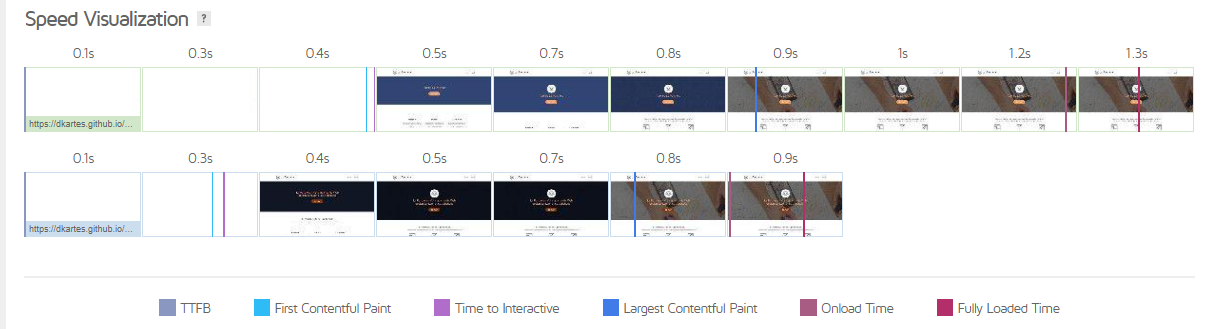 Speed Visualization ?
0.1s 0.3s 0.4s 0.5s 0.7s 0.8s 0.9s 1s 1.2s 1.3s
https://dkartes.github.io/...
0.1s 0.3s 0.4s 0.5s 0.7s 0.8s 0.9s
https://dkartes.github.io/...
TTFB First Contentful Paint Time to Interactive Largest Contentful Paint Onload Time Fully Loaded Time